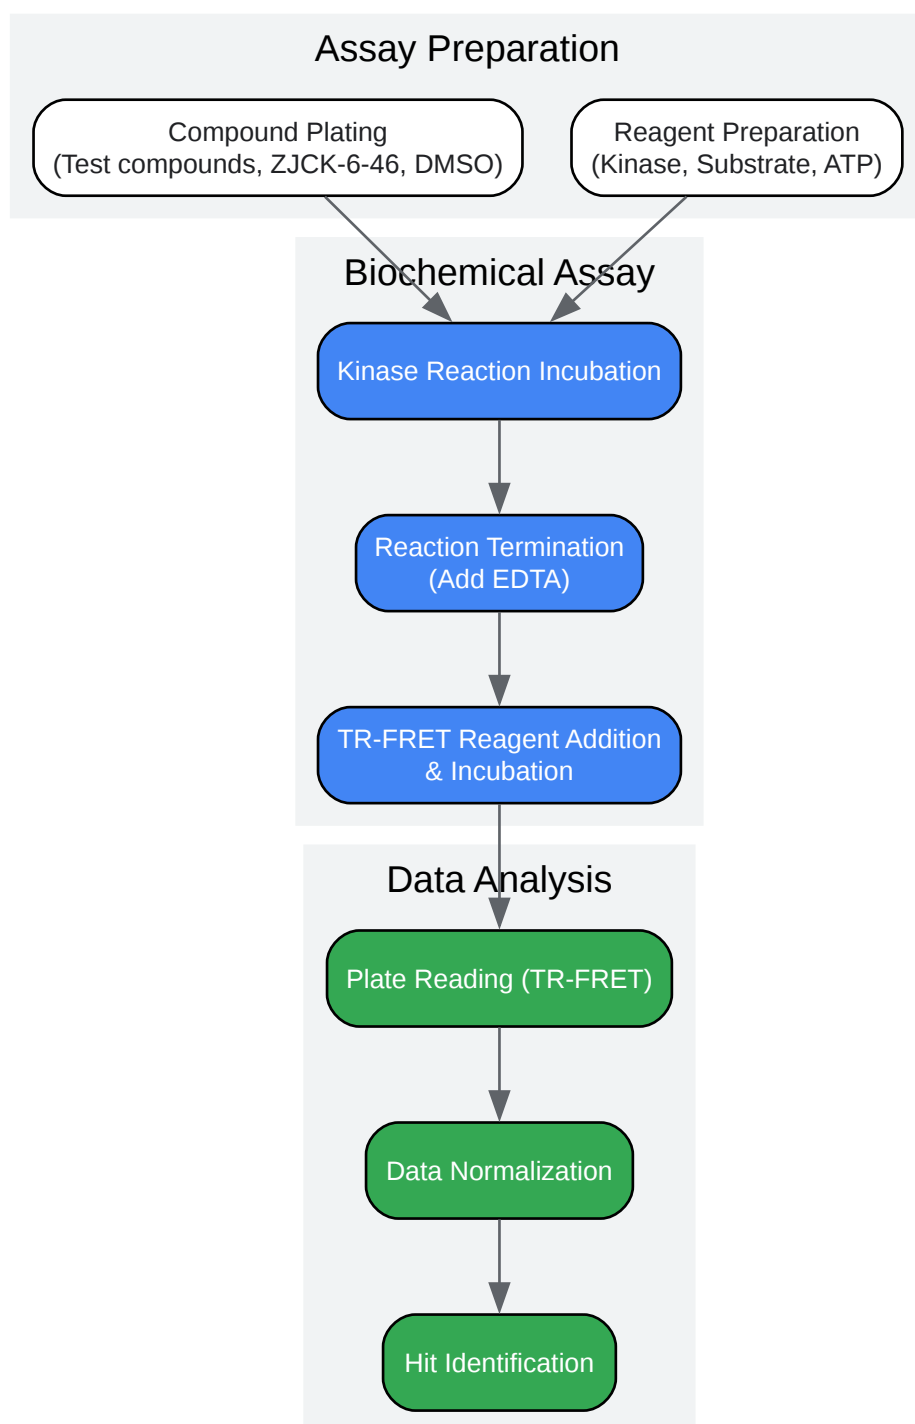 Assay Preparation
Compound Plating
(Test compounds, ZJCK-6-46, DMSO)
Reagent Preparation
(Kinase, Substrate, ATP)
Biochemical Assay
Kinase Reaction Incubation
Reaction Termination
(Add EDTA)
TR-FRET Reagent Addition
& Incubation
Data Analysis
Plate Reading (TR-FRET)
Data Normalization
Hit Identification